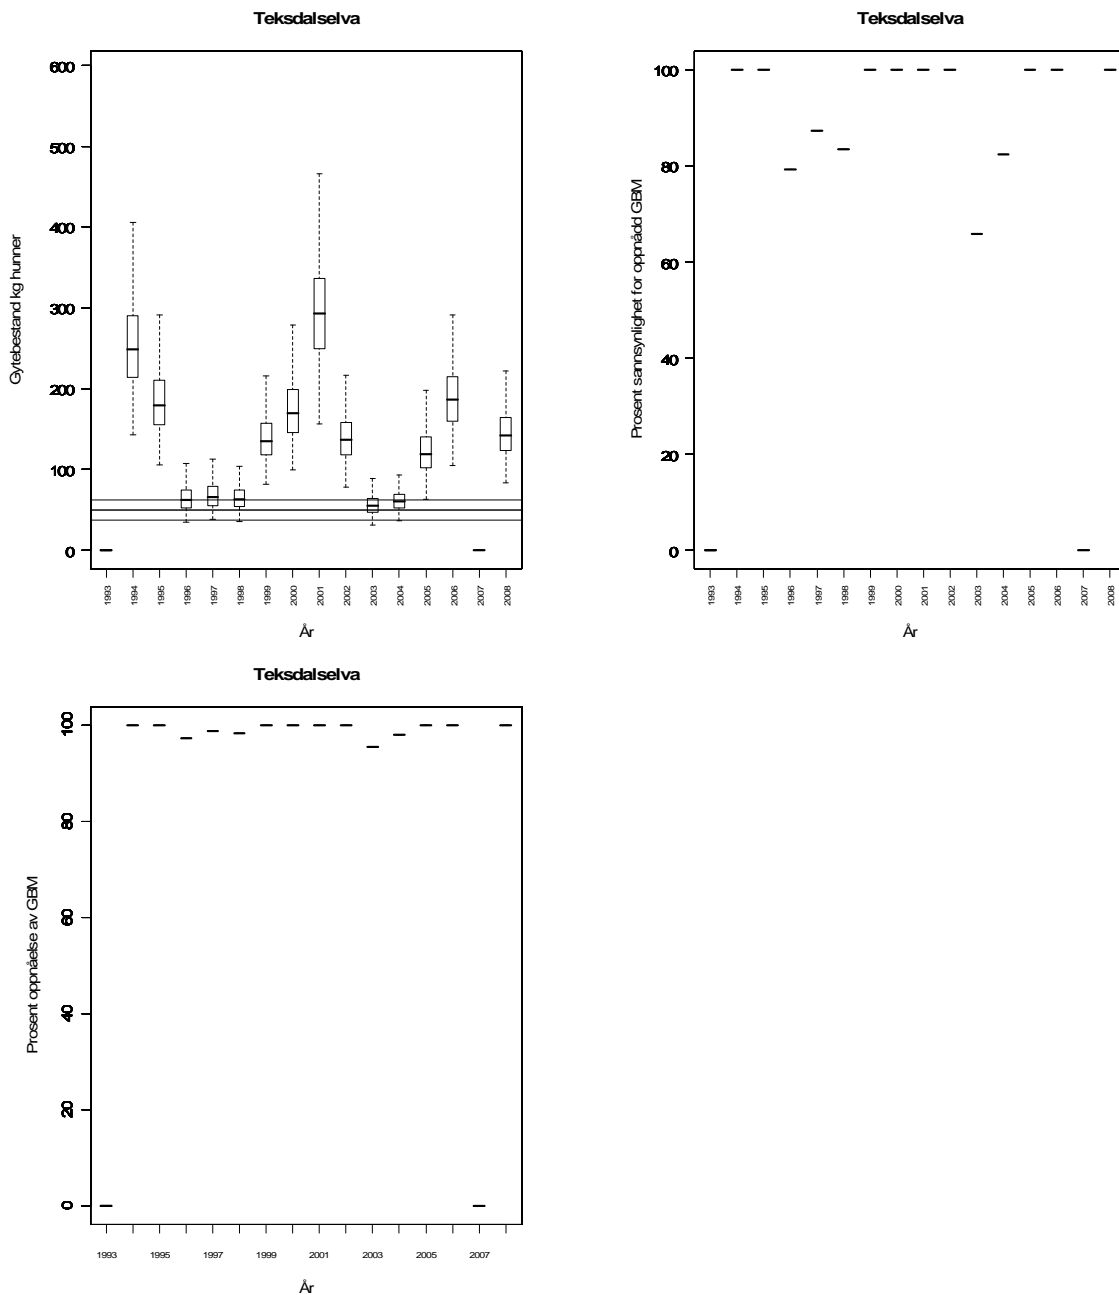 Teksdalselva
Gytebestand kg hunner
600
500
400
300
200
100
0
1993 1994 1995 1996 1997 1998 1999 2000 2001 2002 2003 2004 2005 2006 2007 2008
År
Teksdalselva
Prosent sannsynlighet for oppnådd GBM
100
80
60
40
20
0
1993 1994 1995 1996 1997 1998 1999 2000 2001 2002 2003 2004 2005 2006 2007 2008
År
Teksdalselva
Prosent oppnåelse av GBM
100
80
60
40
20
0
1993 1995 1997 1999 2001 2003 2005 2007
År